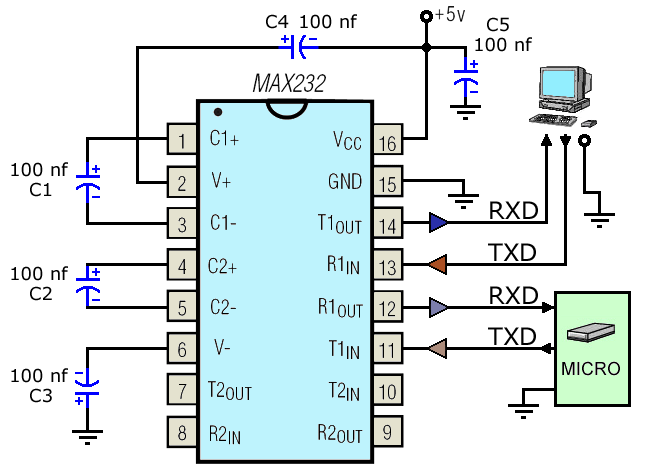 C4 100 nf
+5v
C5
100 nf
MAX232
1 C1+ VCC 16
2 V+ GND 15
3 C1- T1OUT 14
4 C2+ R1IN 13
5 C2- R1OUT 12
6 V- T1IN 11
7 T2OUT T2IN 10
8 R2IN R2OUT 9
+ -
+
-
100 nf
C1
+
-
100 nf
C2
+
-
100 nf
C3
-
+
RXD
TXD
RXD
TXD
MICRO